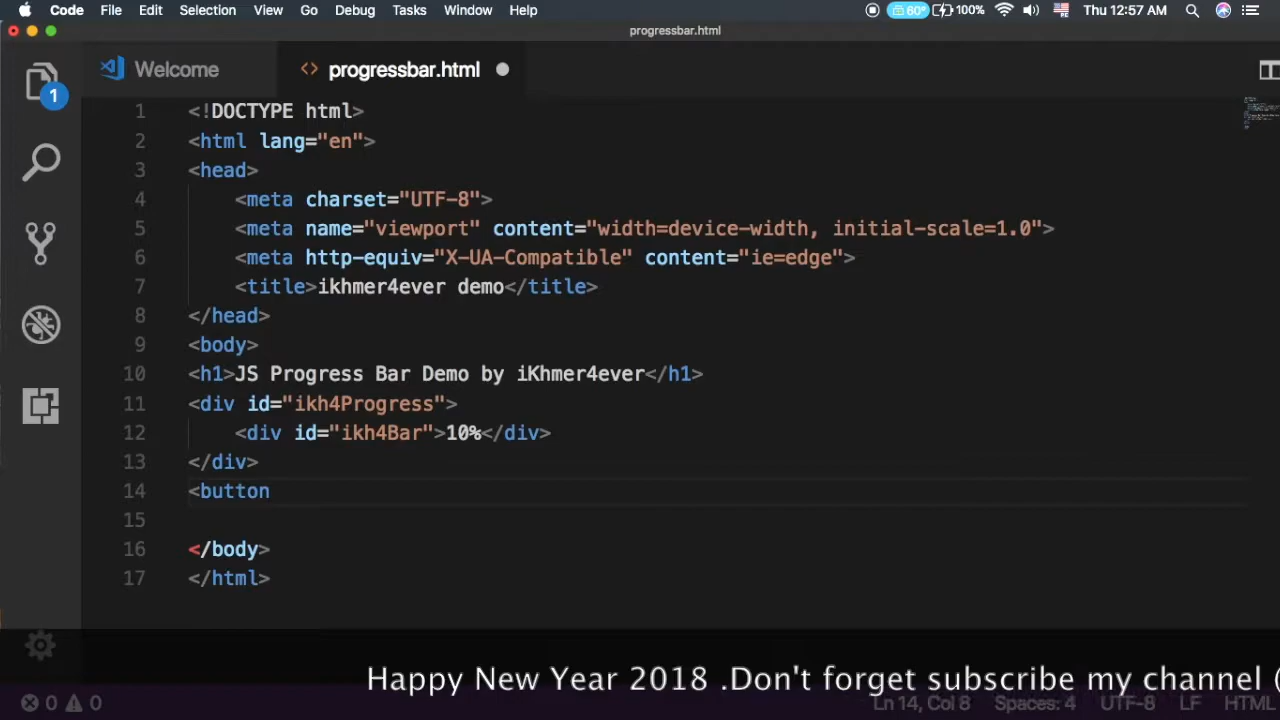 Code File Edit Selection View Go Debug Tasks Window Help 60° 100% Thu 12:57 AM
progressbar.html
Welcome <> progressbar.html
1
1 <!DOCTYPE html>
2 <html lang="en">
3 <head>
4 <meta charset="UTF-8">
5 <meta name="viewport" content="width=device-width, initial-scale=1.0">
6 <meta http-equiv="X-UA-Compatible" content="ie=edge">
7 <title>ikhmer4ever demo</title>
8 </head>
9 <body>
10 <h1>JS Progress Bar Demo by iKhmer4ever</h1>
11 <div id="ikh4Progress">
12 <div id="ikh4Bar">10%</div>
13 </div>
14 <button
15
16 </body>
17 </html>
Happy New Year 2018 .Don't forget subscribe my channel (
0 0 Ln 14, Col 8 Spaces: 4 UTF-8 LF HTML